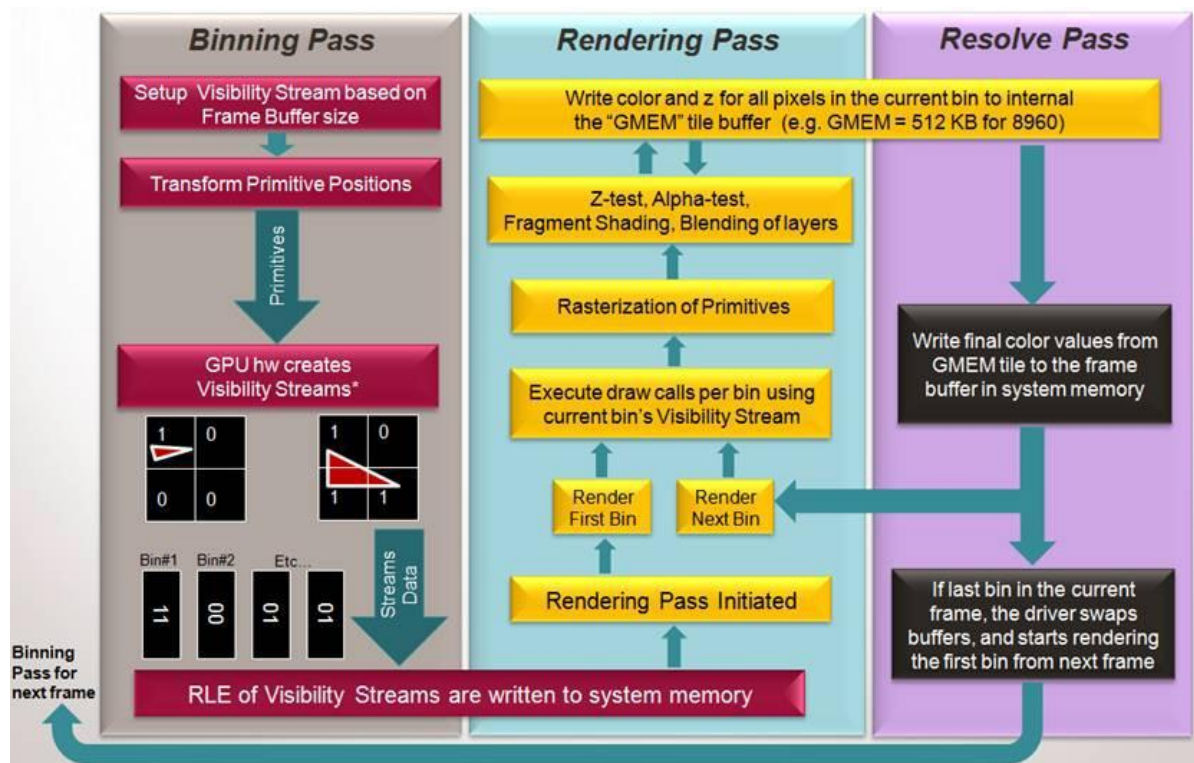 Binning Pass
Setup Visibility Stream based on
Frame Buffer size
Transform Primitive Positions
Primitives
GPU hw creates
Visibility Streams*
1 0
0 0
1 0
1 1
Bin#1 Bin#2 Etc...
11 00 01 01
Streams
Data
RLE of Visibility Streams are written to system memory
Binning
Pass for
next frame
Rendering Pass
Write color and z for all pixels in the current bin to internal
the “GMEM” tile buffer (e.g. GMEM = 512 KB for 8960)
Z-test, Alpha-test,
Fragment Shading, Blending of layers
Rasterization of Primitives
Execute draw calls per bin using
current bin's Visibility Stream
Render
First Bin
Render
Next Bin
Rendering Pass Initiated
Resolve Pass
Write final color values from
GMEM tile to the frame
buffer in system memory
If last bin in the current
frame, the driver swaps
buffers, and starts rendering
the first bin from next frame